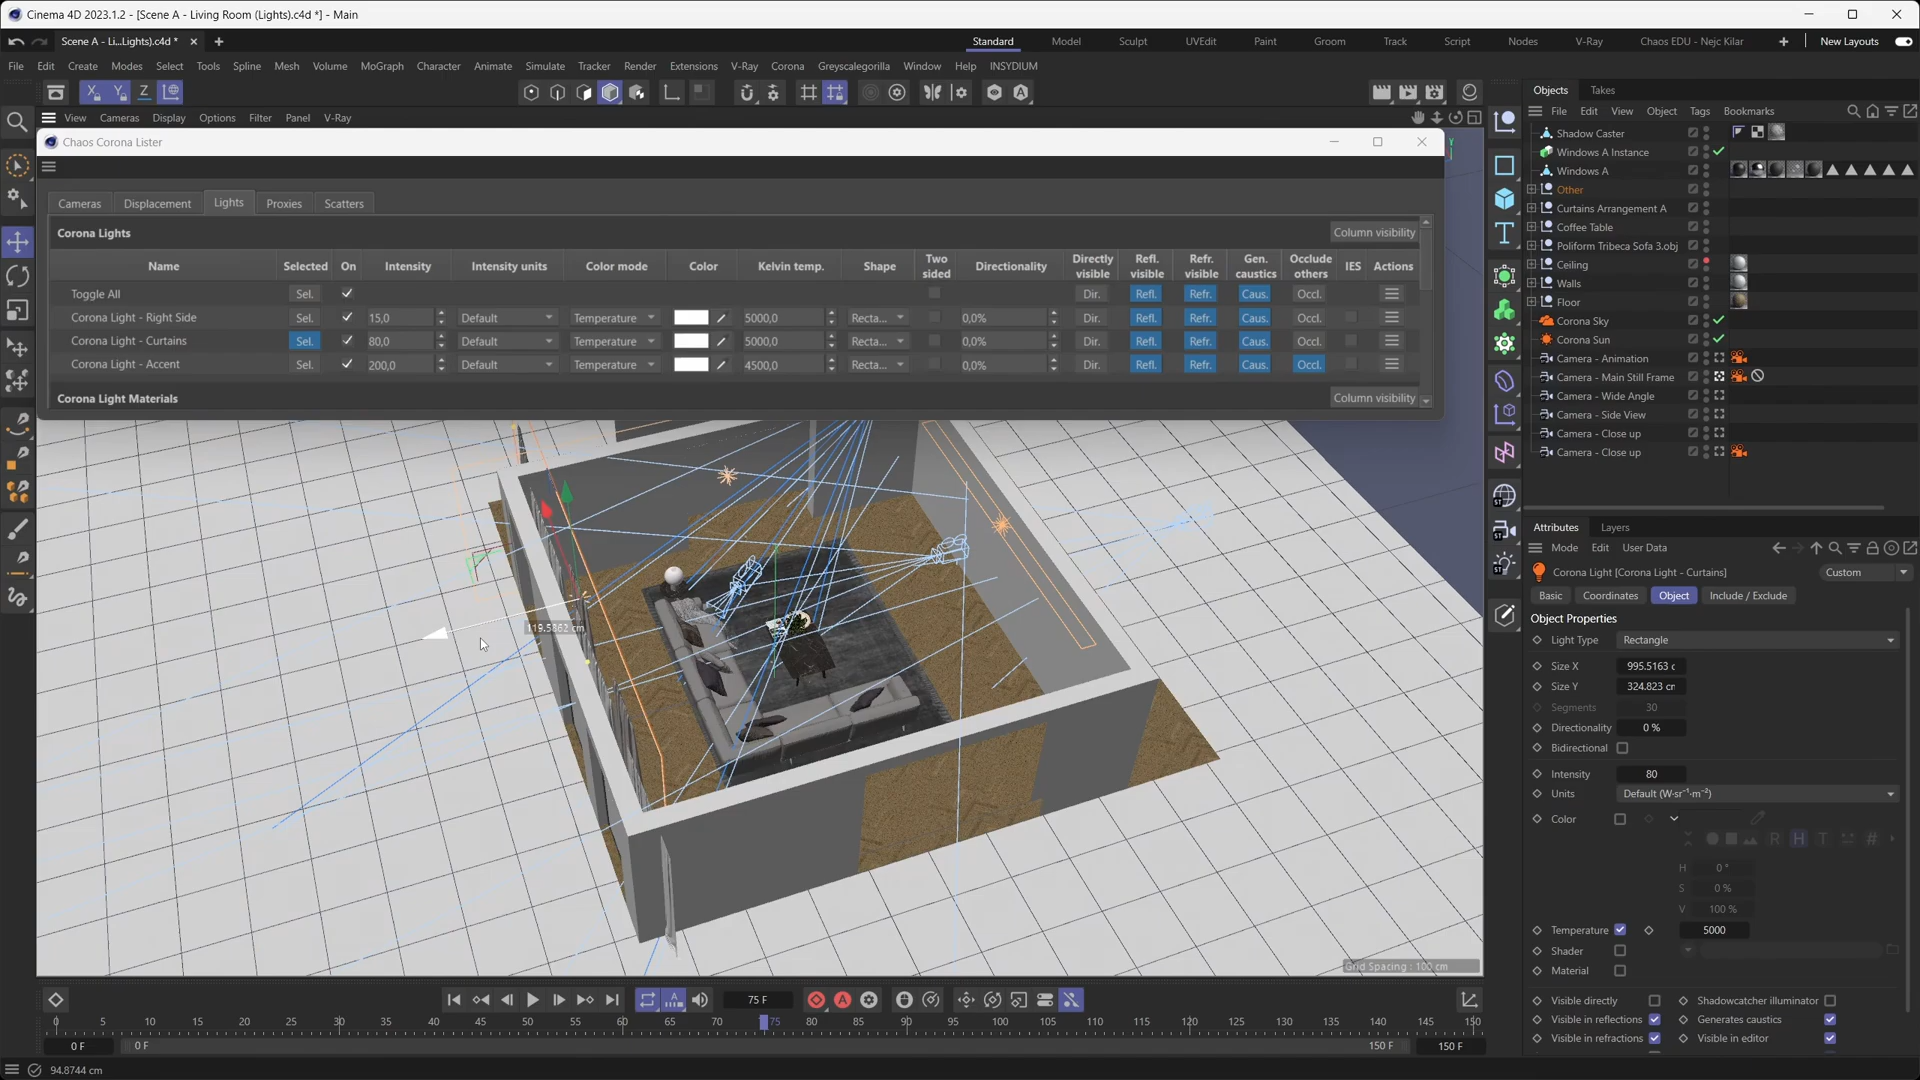 Cinema 4D 2023.1.2 - [Scene A - Living Room (Lights).c4d *] - Main
Scene A - Li...Lights).c4d *
Standard Model Sculpt UVEdit Paint Groom Track Script Nodes V-Ray Chaos EDU - Nejc Kilar New Layouts
File Edit Create Modes Select Tools Spline Mesh Volume MoGraph Character Animate Simulate Tracker Render Extensions V-Ray Corona Greyscalegorilla Window Help INSYDIUM
X Y Z
View Cameras Display Options Filter Panel V-Ray
Chaos Corona Lister
Cameras Displacement Lights Proxies Scatters
Corona Lights Column visibility
Name Selected On Intensity Intensity units Color mode Color Kelvin temp. Shape Two sided Directionality Directly visible Refl. visible Refr. visible Gen. caustics Occlude others IES Actions
Toggle All Sel. Dir. Refl. Refr. Caus. Occl.
Corona Light - Right Side Sel. 15,0 Default Temperature 5000,0 Recta... 0,0% Dir. Refl. Refr. Caus. Occl.
Corona Light - Curtains Sel. 80,0 Default Temperature 5000,0 Recta... 0,0% Dir. Refl. Refr. Caus. Occl.
Corona Light - Accent Sel. 200,0 Default Temperature 4500,0 Recta... 0,0% Dir. Refl. Refr. Caus. Occl.
Corona Light Materials Column visibility
119.5862 cm
Grid Spacing : 100 cm
Objects Takes
File Edit View Object Tags Bookmarks
Shadow Caster
Windows A Instance
Windows A
Other
Curtains Arrangement A
Coffee Table
Poliform Tribeca Sofa 3.obj
Ceiling
Walls
Floor
Corona Sky
Corona Sun
Camera - Animation
Camera - Main Still Frame
Camera - Wide Angle
Camera - Side View
Camera - Close up
Camera - Close up
Attributes Layers
Mode Edit User Data
Corona Light [Corona Light - Curtains] Custom
Basic Coordinates Object Include / Exclude
Object Properties
Light Type Rectangle
Size X 995.5163 c
Size Y 324.823 cr
Segments 30
Directionality 0 %
Bidirectional
Intensity 80
Units Default (W·sr⁻¹·m⁻²)
Color
R H T #
H 0 °
S 0 %
V 100 %
Temperature 5000
Shader
Material
Visible directly Shadowcatcher illuminator
Visible in reflections Generates caustics
Visible in refractions Visible in editor
75 F
0 5 10 15 20 25 30 35 40 45 50 55 60 65 70 75 80 85 90 95 100 105 110 115 120 125 130 135 140 145 150
0 F 0 F 150 F 150 F
94.8744 cm